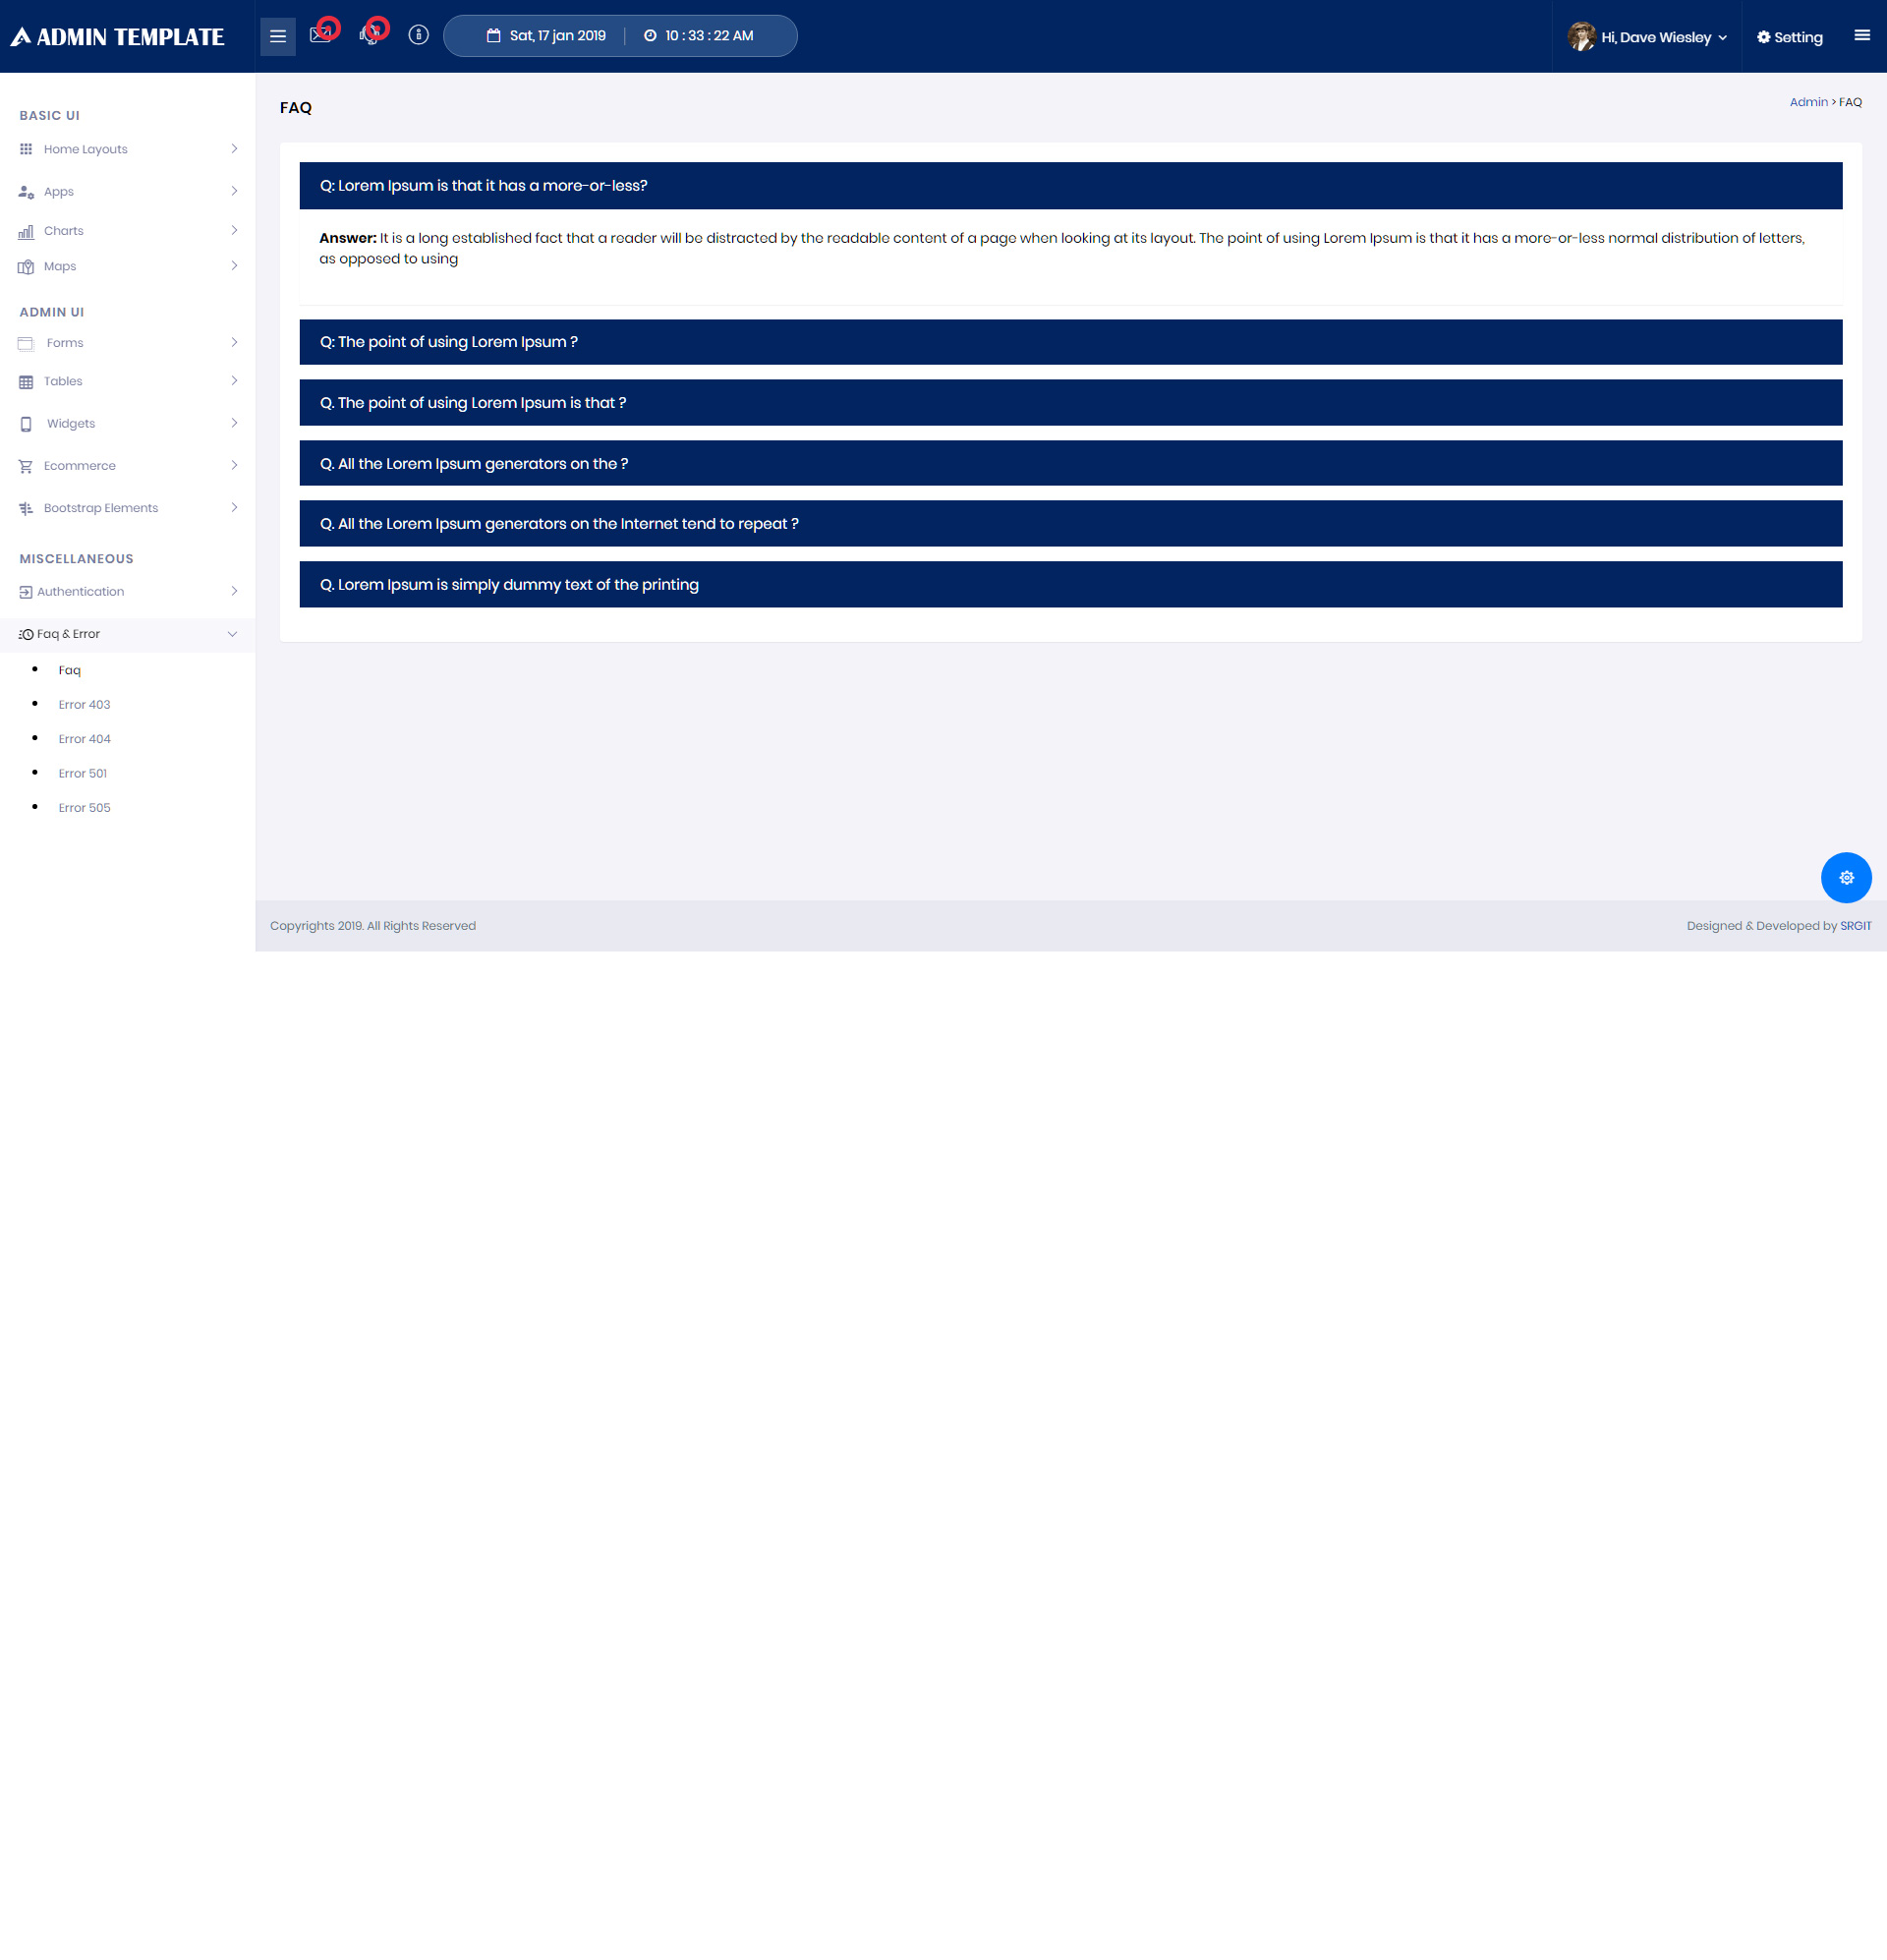 ADMIN TEMPLATE
Sat, 17 jan 2019
10 : 33 : 22 AM
Hi, Dave Wiesley
Setting
BASIC UI
Home Layouts
Apps
Charts
Maps
ADMIN UI
Forms
Tables
Widgets
Ecommerce
Bootstrap Elements
MISCELLANEOUS
Authentication
Faq & Error
Faq
Error 403
Error 404
Error 501
Error 505
FAQ
Admin > FAQ
Q: Lorem Ipsum is that it has a more-or-less?
Answer: It is a long established fact that a reader will be distracted by the readable content of a page when looking at its layout. The point of using Lorem Ipsum is that it has a more-or-less normal distribution of letters,
as opposed to using
Q: The point of using Lorem Ipsum ?
Q. The point of using Lorem Ipsum is that ?
Q. All the Lorem Ipsum generators on the ?
Q. All the Lorem Ipsum generators on the Internet tend to repeat ?
Q. Lorem Ipsum is simply dummy text of the printing
Copyrights 2019. All Rights Reserved
Designed & Developed by SRGIT